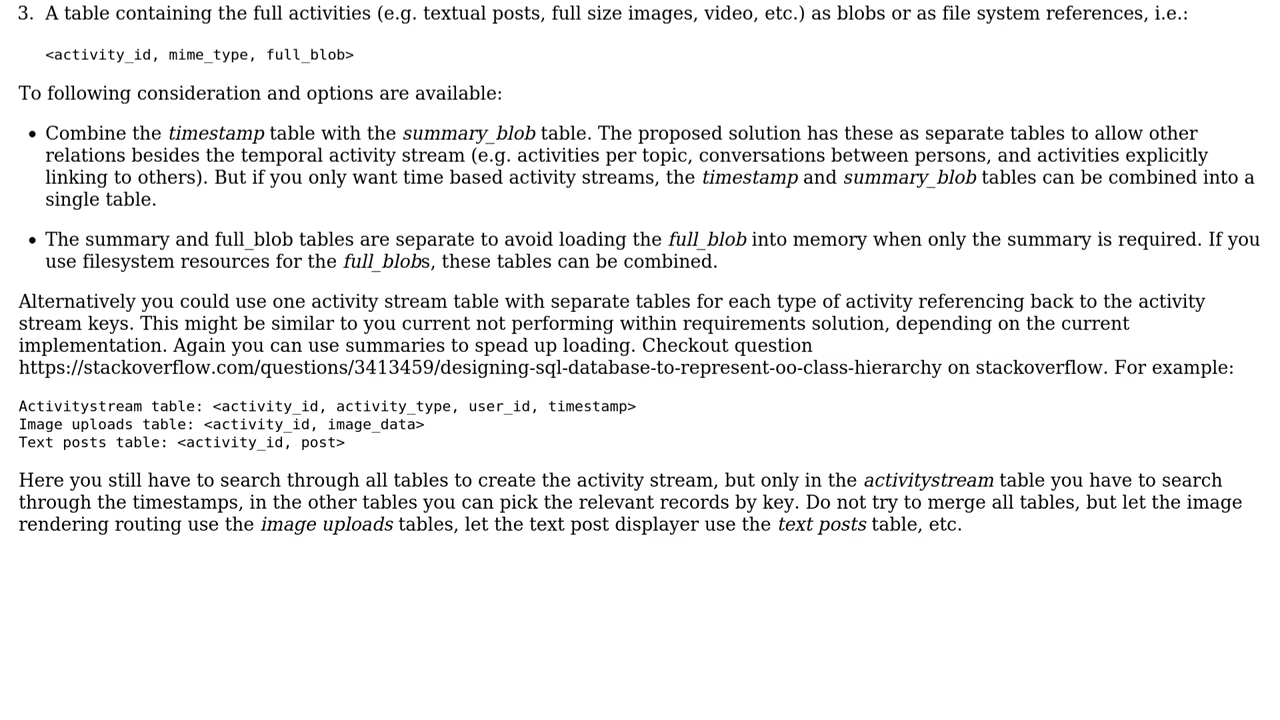 3. A table containing the full activities (e.g. textual posts, full size images, video, etc.) as blobs or as file system references, i.e.:
<activity_id, mime_type, full_blob>
To following consideration and options are available:
• Combine the timestamp table with the summary_blob table. The proposed solution has these as separate tables to allow other
relations besides the temporal activity stream (e.g. activities per topic, conversations between persons, and activities explicitly
linking to others). But if you only want time based activity streams, the timestamp and summary_blob tables can be combined into a
single table.
• The summary and full_blob tables are separate to avoid loading the full_blob into memory when only the summary is required. If you
use filesystem resources for the full_blobs, these tables can be combined.
Alternatively you could use one activity stream table with separate tables for each type of activity referencing back to the activity
stream keys. This might be similar to you current not performing within requirements solution, depending on the current
implementation. Again you can use summaries to spead up loading. Checkout question
https://stackoverflow.com/questions/3413459/designing-sql-database-to-represent-oo-class-hierarchy on stackoverflow. For example:
Activitystream table: <activity_id, activity_type, user_id, timestamp>
Image uploads table: <activity_id, image_data>
Text posts table: <activity_id, post>
Here you still have to search through all tables to create the activity stream, but only in the activitystream table you have to search
through the timestamps, in the other tables you can pick the relevant records by key. Do not try to merge all tables, but let the image
rendering routing use the image uploads tables, let the text post displayer use the text posts table, etc.